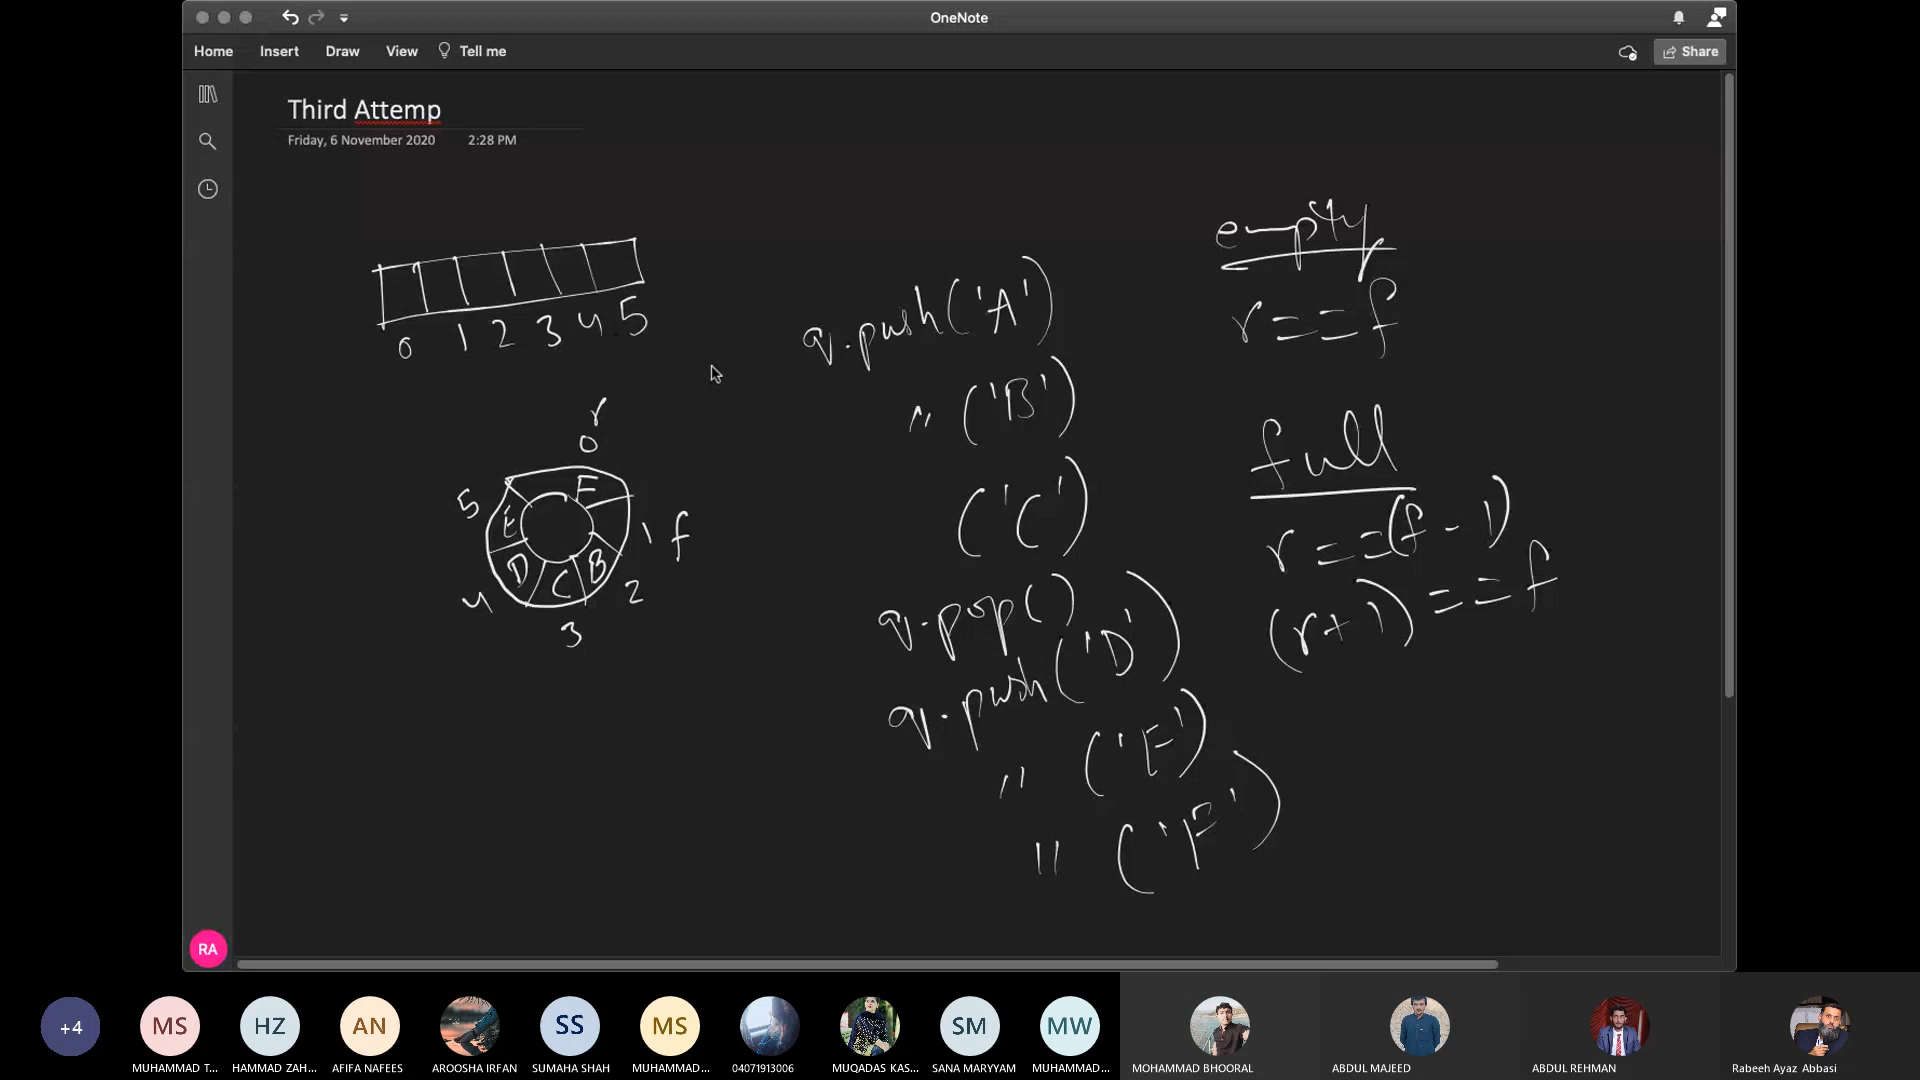 OneNote
Home Insert Draw View Tell me Share
Third Attemp
Friday, 6 November 2020 2:28 PM
0 1 2 3 4 5
r
0
5 E F 1 f
4 D C B 2
3
q.push('A')
" ('B')
('C')
q.pop()
q.push('D')
" ('E')
" ('F')
empty
r==f
full
r==(f-1)
(r+1)==f
RA
+4 MS HZ AN SS MS SM MW
MUHAMMAD T... HAMMAD ZAH... AFIFA NAFEES AROOSHA IRFAN SUMAHA SHAH MUHAMMAD... 04071913006 MUQADAS KAS... SANA MARYYAM MUHAMMAD... MOHAMMAD BHOORAL ABDUL MAJEED ABDUL REHMAN Rabeeh Ayaz Abbasi